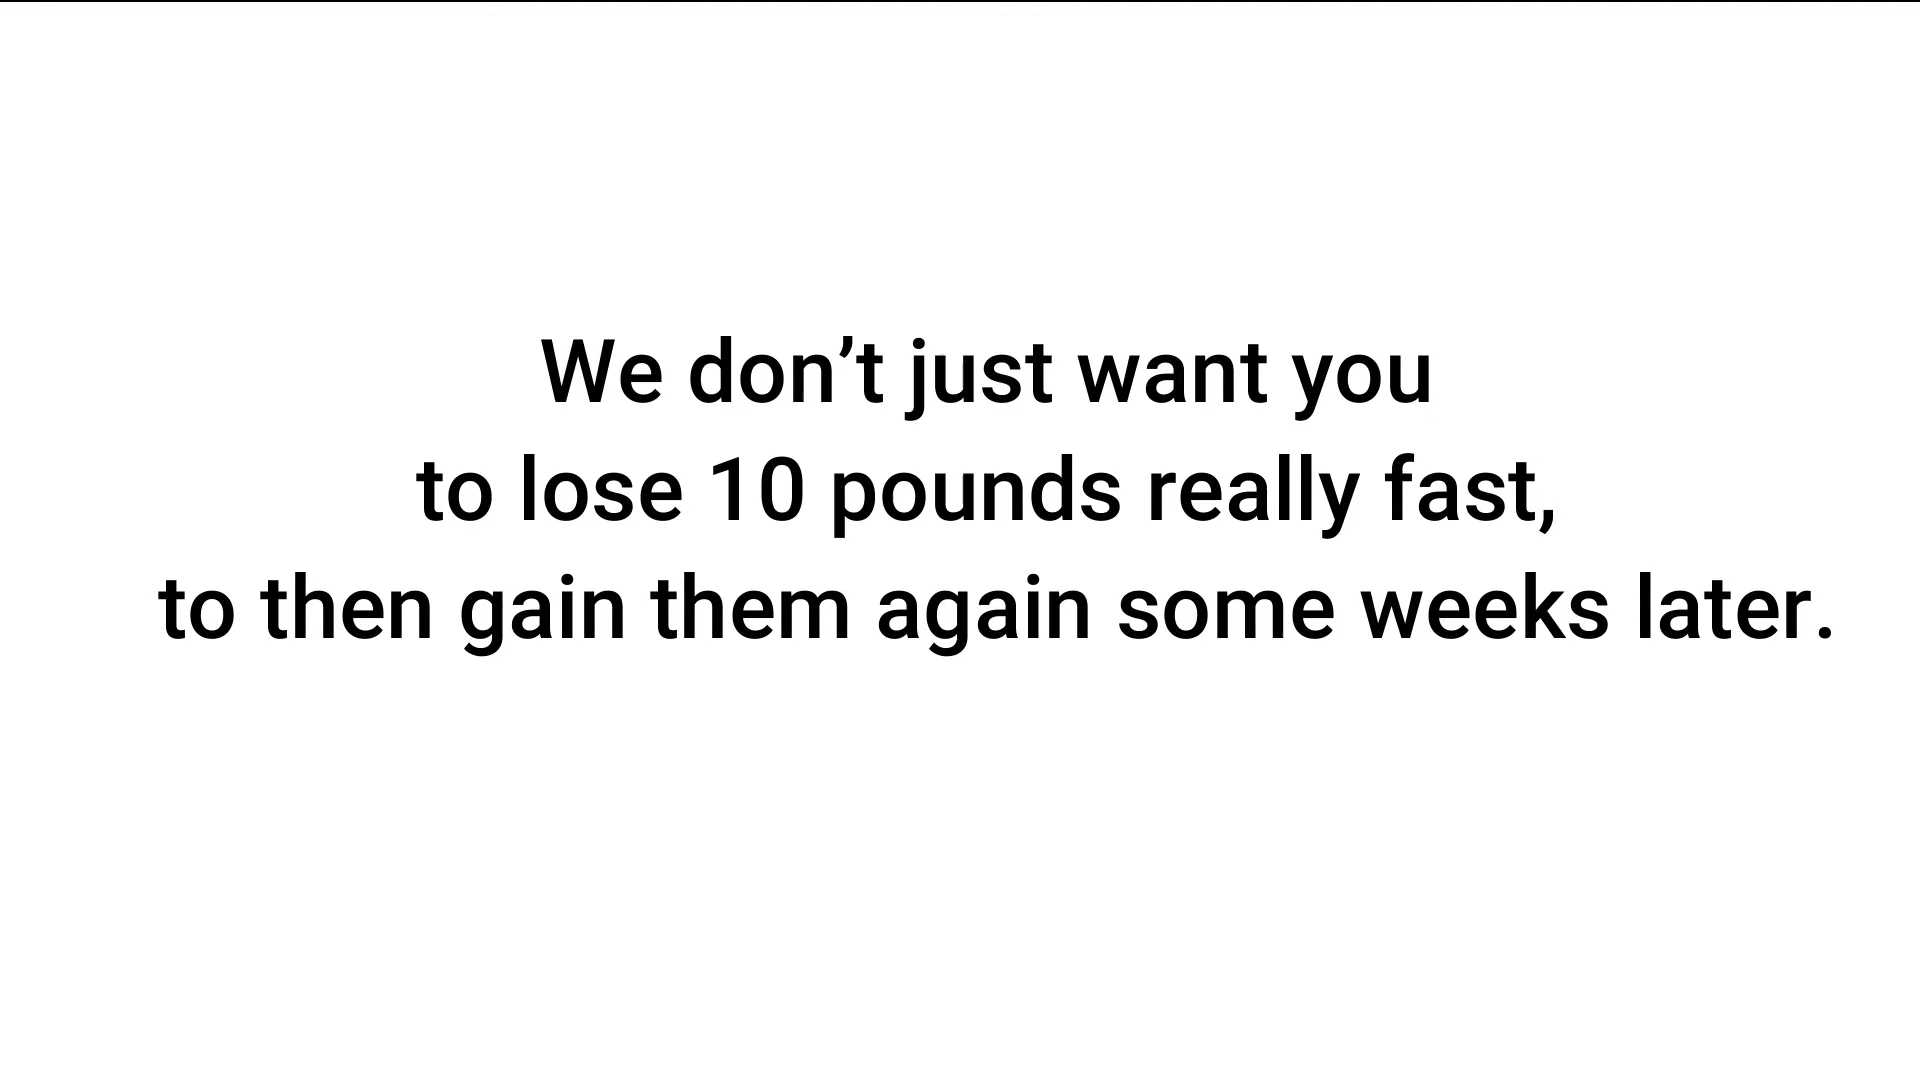 We don’t just want you
to lose 10 pounds really fast,
to then gain them again some weeks later.